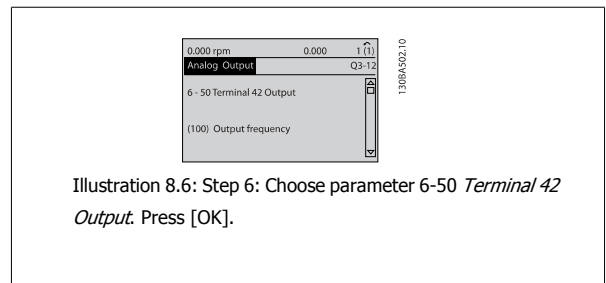 0.000 rpm 0.000 1 (1)
Analog Output Q3-12
6 - 50 Terminal 42 Output
(100) Output frequency
130BA502.10
Illustration 8.6: Step 6: Choose parameter 6-50 Terminal 42
Output. Press [OK].